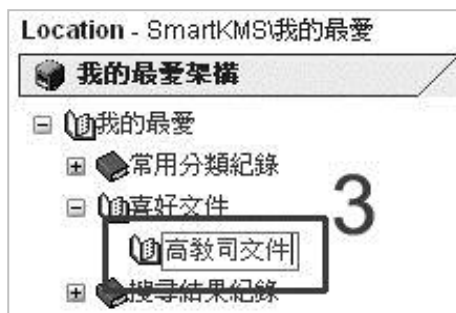 Location - SmartKMS\我的最愛
我的最愛架構
我的最愛
常用分類紀錄
喜好文件
3
高教司文件
搜尋結果紀錄